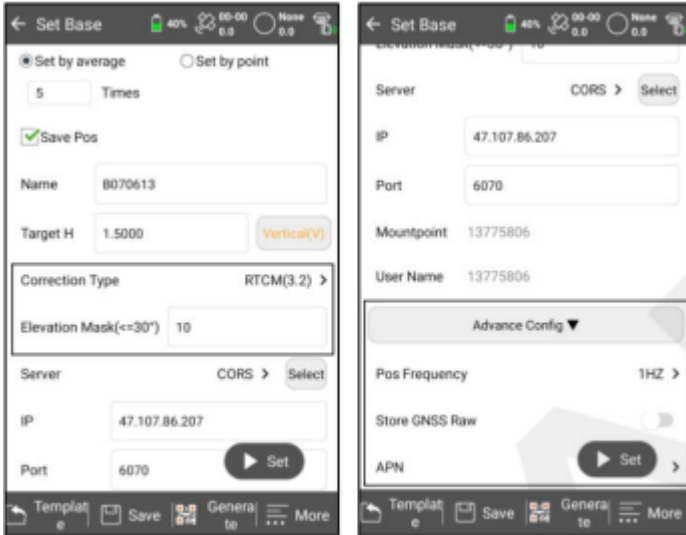 Set Base
40%
00-00
0.0
None
0.0
Set by average
Set by point
5
Times
Save Pos
Name
B070613
Target H
1.5000
Vertical(V)
Correction Type
RTCM(3.2) >
Elevation Mask(<=30°)
10
Server
CORS >
Select
IP
47.107.86.207
Port
6070
Set
Templat
e
Save
Genera
te
More
Set Base
40%
00-00
0.0
None
0.0
Elevation Mask(<=30°)
10
Server
CORS >
Select
IP
47.107.86.207
Port
6070
Mountpoint
13775806
User Name
13775806
Advance Config ▼
Pos Frequency
1HZ >
Store GNSS Raw
APN
>
Set
Templat
e
Save
Genera
te
More